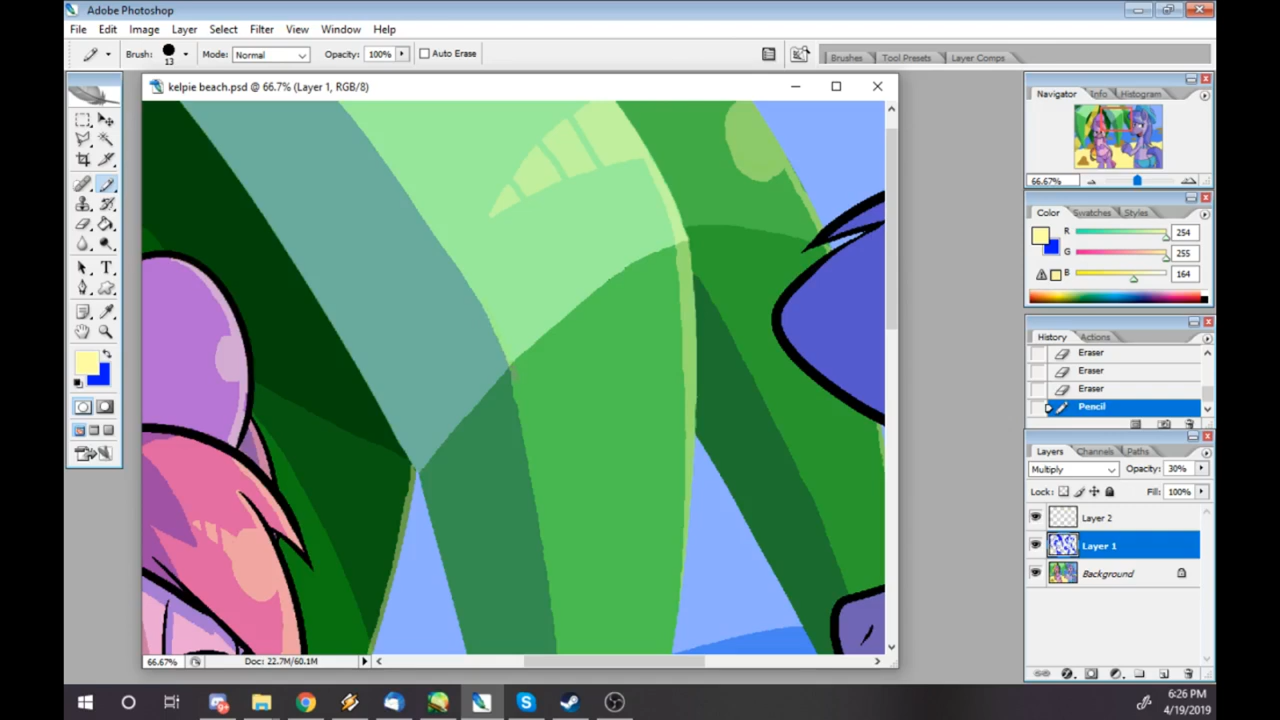 Adobe Photoshop
File Edit Image Layer Select Filter View Window Help
Brush: 13 Mode: Normal Opacity: 100% Auto Erase Brushes Tool Presets Layer Comps
kelpie beach.psd @ 66.7% (Layer 1, RGB/8)
Navigator Info Histogram
66.67%
Color Swatches Styles
R 254
G 255
B 164
History Actions
Eraser
Eraser
Eraser
Pencil
Layers Channels Paths
Multiply Opacity: 30%
Lock: Fill: 100%
Layer 2
Layer 1
Background
66.67% Doc: 22.7M/60.1M
6:26 PM
4/19/2019